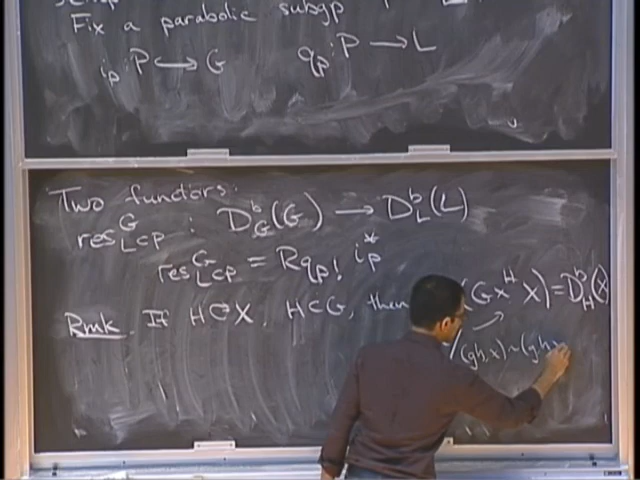 Fix a parabolic subgp
i_P : P ↪ G q_P : P → L
Two functors:
res^G_{L⊂P} : D^b_G(G) → D^b_L(L)
res^G_{L⊂P} = Rq_{P!} i_P^*
Rmk. If H ↻ X, H ⊂ G, then (G ×^H X) = D^b_H(X)
/(gh, x) ~ (g, h